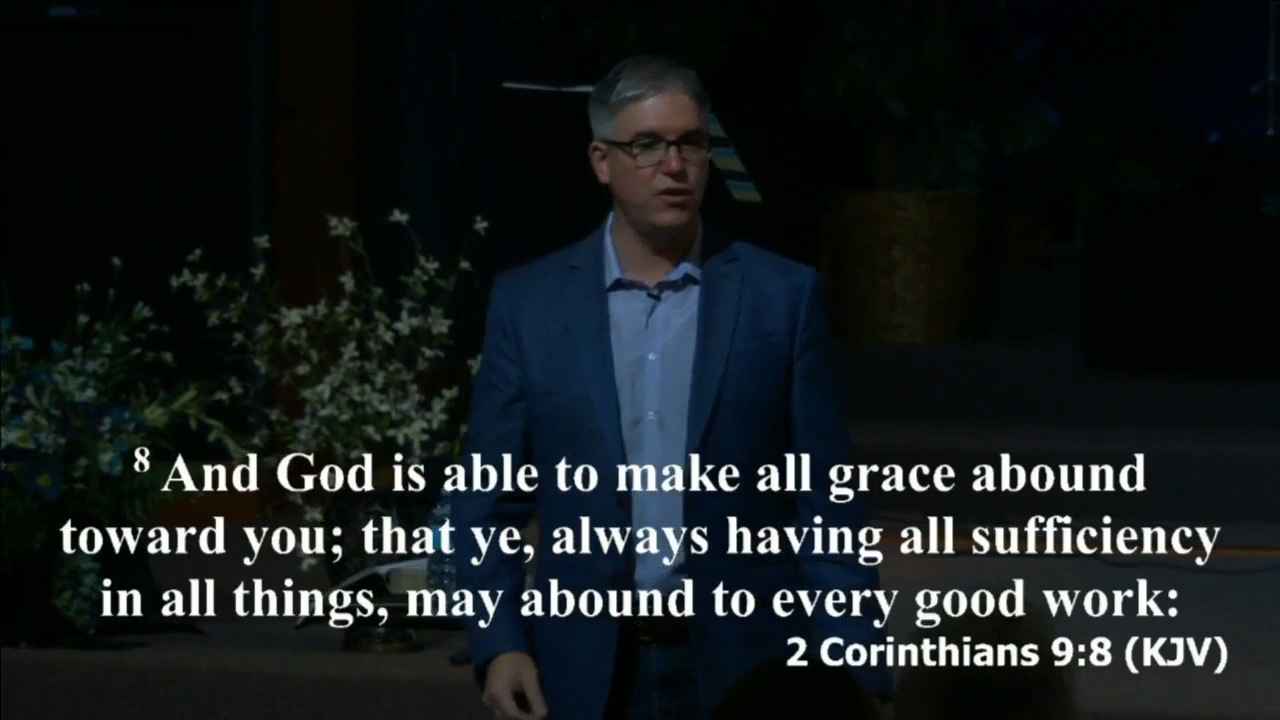 ⁸ And God is able to make all grace abound
toward you; that ye, always having all sufficiency
in all things, may abound to every good work:
2 Corinthians 9:8 (KJV)